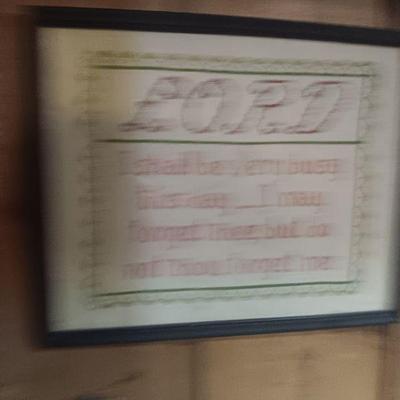 LORD
I shall be very busy
this day _ I may
forget Thee, but do
not Thou forget me